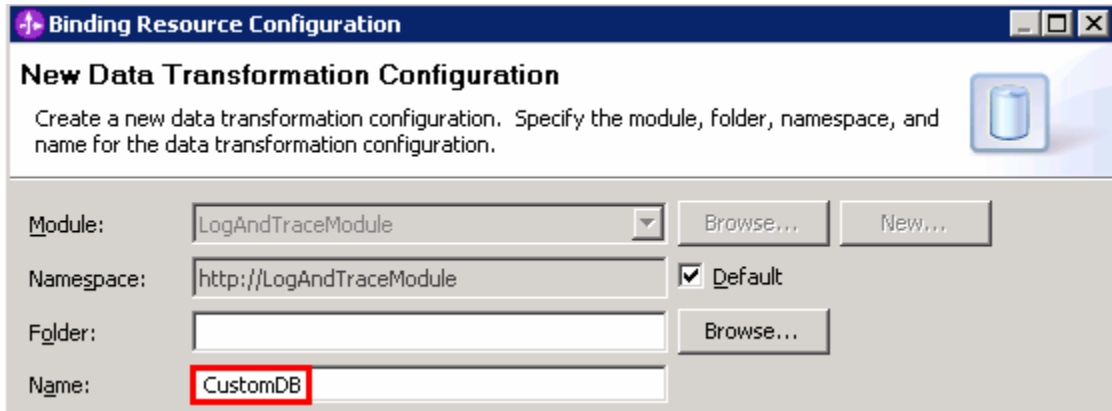 Binding Resource Configuration
New Data Transformation Configuration
Create a new data transformation configuration. Specify the module, folder, namespace, and
name for the data transformation configuration.
Module: LogAndTraceModule Browse... New...
Namespace: http://LogAndTraceModule Default
Folder: Browse...
Name: CustomDB